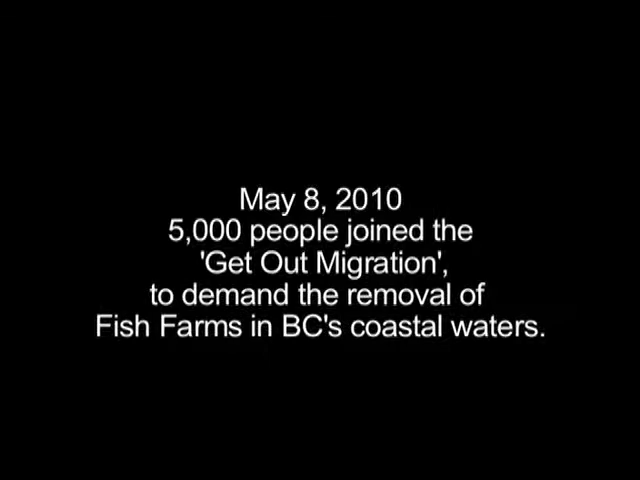 May 8, 2010
5,000 people joined the
'Get Out Migration',
to demand the removal of
Fish Farms in BC's coastal waters.